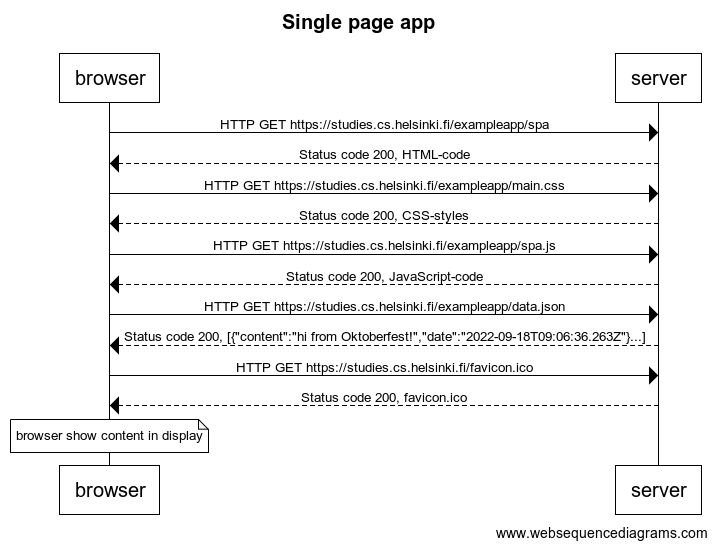 Single page app
browser server
HTTP GET https://studies.cs.helsinki.fi/exampleapp/spa
Status code 200, HTML-code
HTTP GET https://studies.cs.helsinki.fi/exampleapp/main.css
Status code 200, CSS-styles
HTTP GET https://studies.cs.helsinki.fi/exampleapp/spa.js
Status code 200, JavaScript-code
HTTP GET https://studies.cs.helsinki.fi/exampleapp/data.json
Status code 200, [{"content":"hi from Oktoberfest!","date":"2022-09-18T09:06:36.263Z"}...]
HTTP GET https://studies.cs.helsinki.fi/favicon.ico
Status code 200, favicon.ico
browser show content in display
browser server
www.websequencediagrams.com